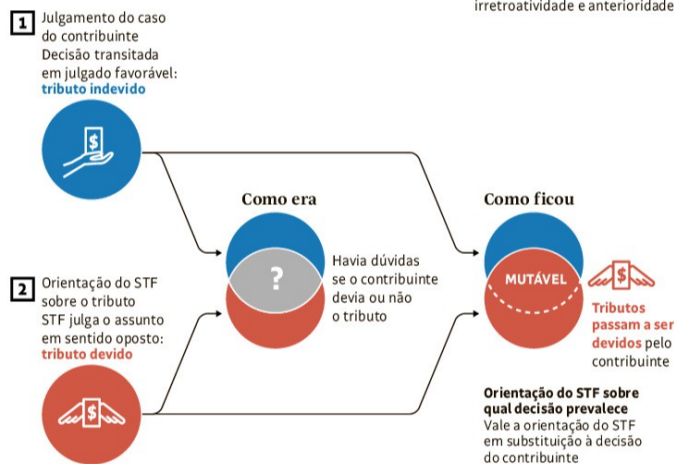 irretroatividade e anterioridade
1
Julgamento do caso
do contribuinte
Decisão transitada
em julgado favorável:
tributo indevido
$
Como era
?
Havia dúvidas
se o contribuinte
devia ou não
o tributo
Como ficou
MUTÁVEL
$
Tributos
passam a ser
devidos pelo
contribuinte
2
Orientação do STF
sobre o tributo
STF julga o assunto
em sentido oposto:
tributo devido
$
Orientação do STF sobre
qual decisão prevalece
Vale a orientação do STF
em substituição à decisão
do contribuinte